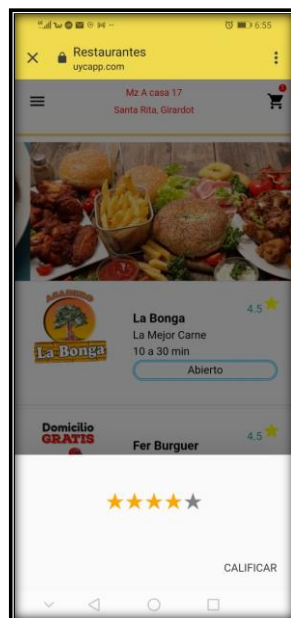 6:55
Restaurantes
uycapp.com
Mz A casa 17
Santa Rita, Girardot
ASADERO
La Bonga
La Bonga
4.5
La Mejor Carne
10 a 30 min
Abierto
Domicilio
GRATIS
Fer Burguer
4.5
CALIFICAR